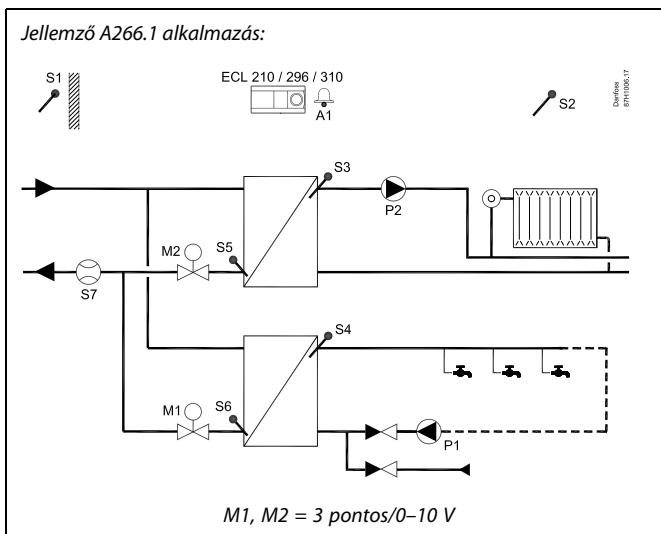 Jellemző A266.1 alkalmazás:
S1
ECL 210 / 296 / 310
A1
S2
Danfoss
87H1006.17
S3
P2
M2
S5
S7
S4
M1
S6
P1
M1, M2 = 3 pontos/0–10 V